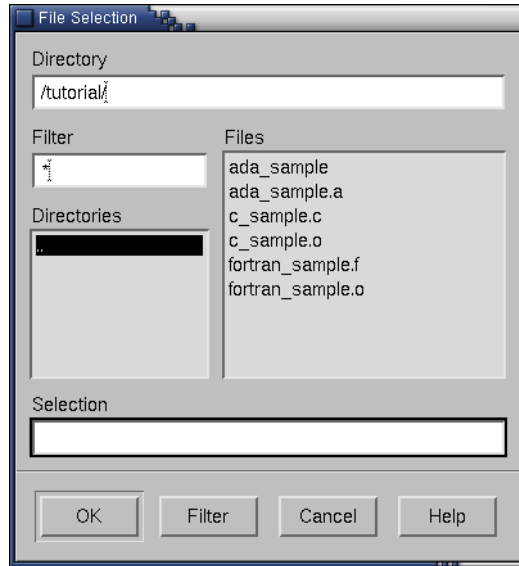 File Selection
Directory
/tutorial/
Filter
*
Files
ada_sample
ada_sample.a
c_sample.c
c_sample.o
fortran_sample.f
fortran_sample.o
Directories
..
Selection
OK
Filter
Cancel
Help